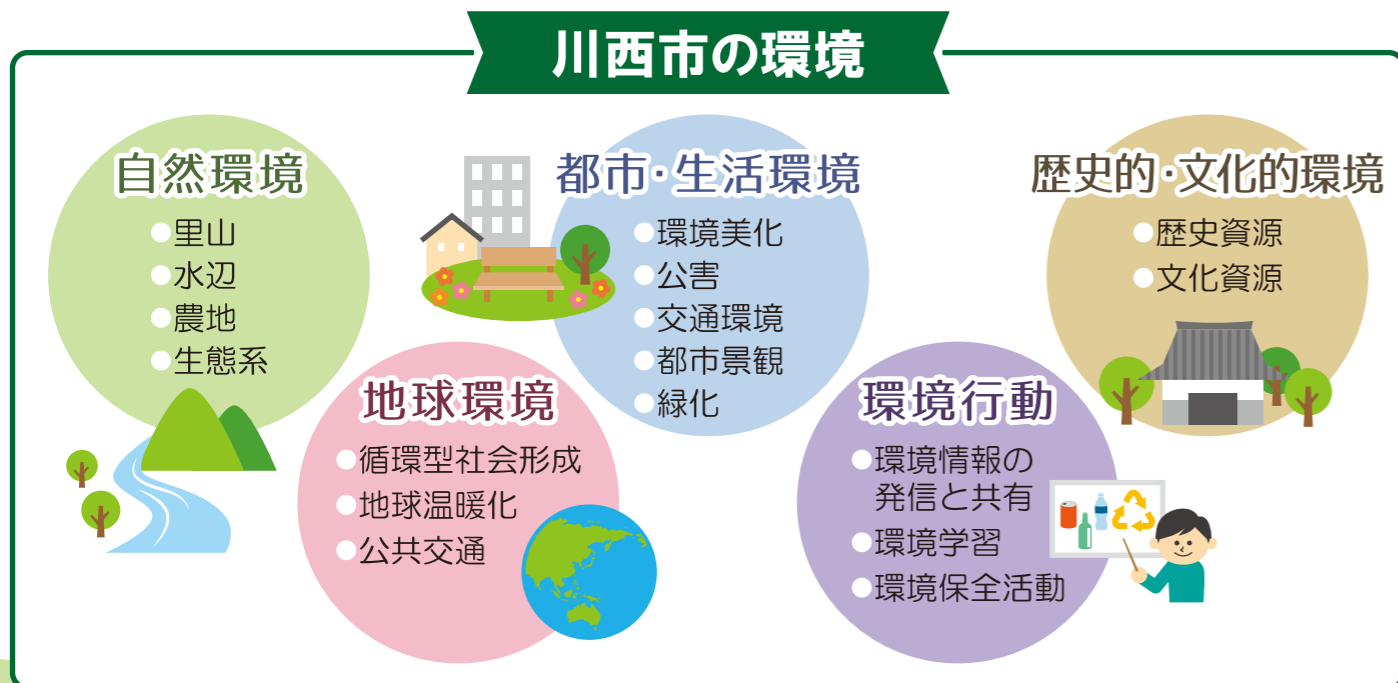 川西市の環境
自然環境
●里山
●水辺
●農地
●生態系
都市・生活環境
●環境美化
●公害
●交通環境
●都市景観
●緑化
歴史的・文化的環境
●歴史資源
●文化資源
地球環境
●循環型社会形成
●地球温暖化
●公共交通
環境行動
●環境情報の
発信と共有
●環境学習
●環境保全活動